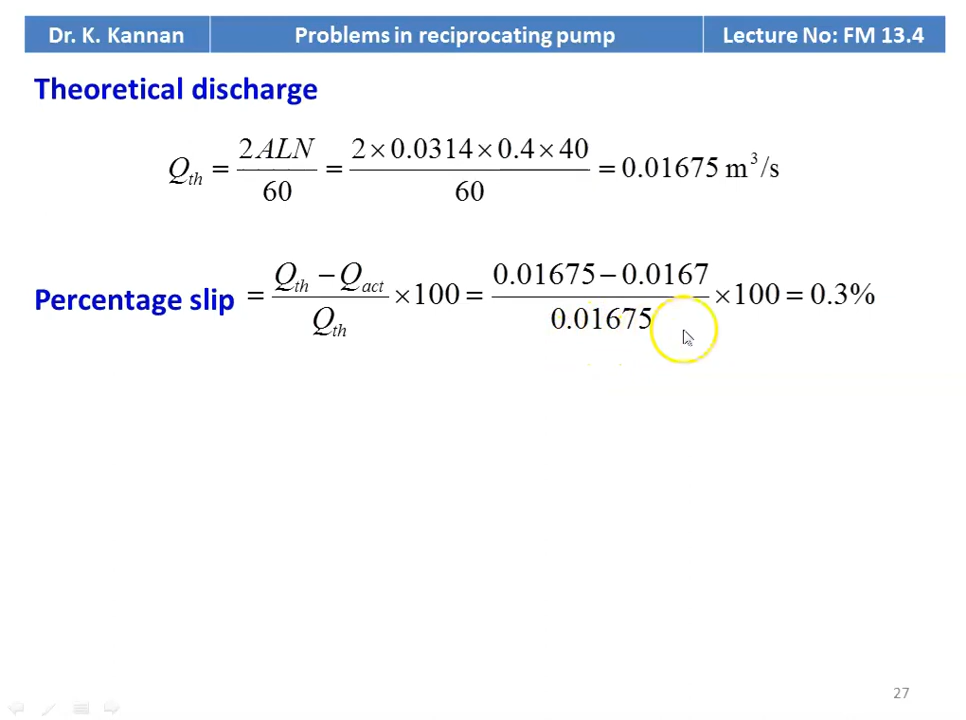 Dr. K. Kannan Problems in reciprocating pump Lecture No: FM 13.4
Theoretical discharge
Q_th = 2ALN/60 = 2×0.0314×0.4×40/60 = 0.01675 m³/s
Percentage slip = (Q_th − Q_act)/Q_th ×100 = (0.01675 − 0.0167)/0.01675 ×100 = 0.3%
27